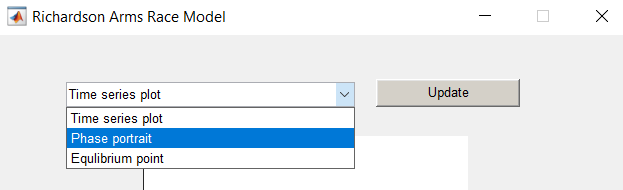 Richardson Arms Race Model
Time series plot
Update
Time series plot
Phase portrait
Equlibrium point